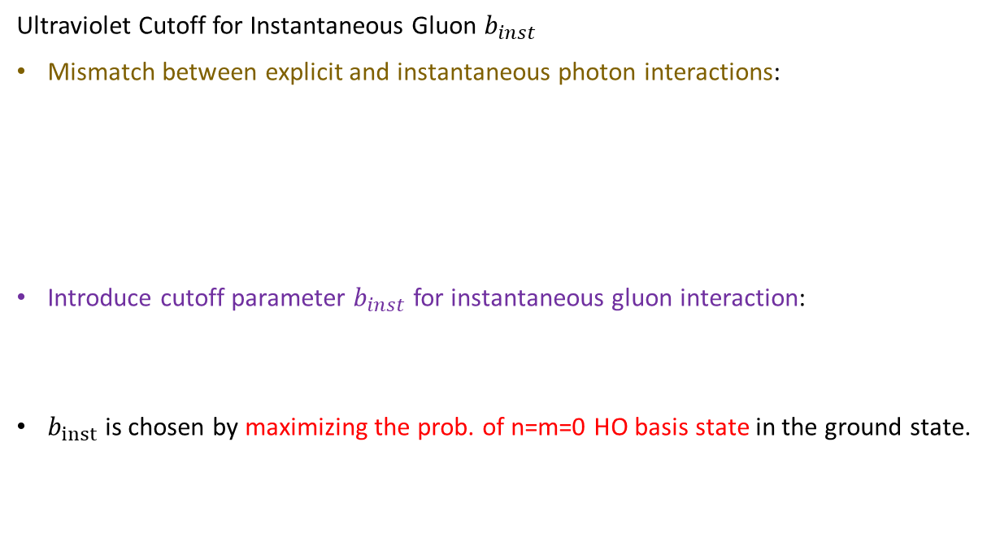 Ultraviolet Cutoff for Instantaneous Gluon $b_{inst}$
• Mismatch between explicit and instantaneous photon interactions:
• Introduce cutoff parameter $b_{inst}$ for instantaneous gluon interaction:
• $b_{\text{inst}}$ is chosen by maximizing the prob. of n=m=0 HO basis state in the ground state.